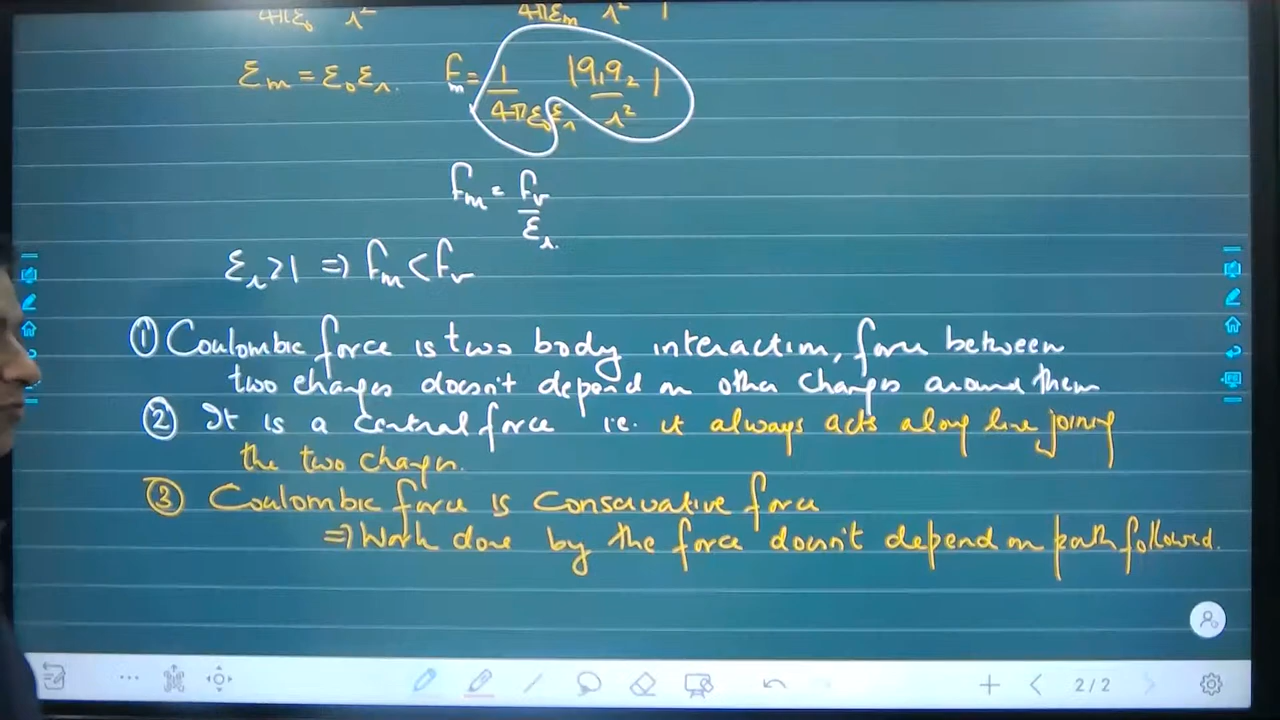 4πε₀ r² 4πεm r² |
εm = ε₀εr. Fm = 1/4πε₀εr |q₁q₂|/r²
Fm = Fv/εr.
εr>1 ⇒ Fm<Fv
① Coulombic force is two body interaction, force between
two charges doesn't depend on other charges around them
② It is a central force i.e. it always acts along line joining
the two charges.
③ Coulombic force is conservative force
⇒ Work done by the force doesn't depend on path followed.
2/2